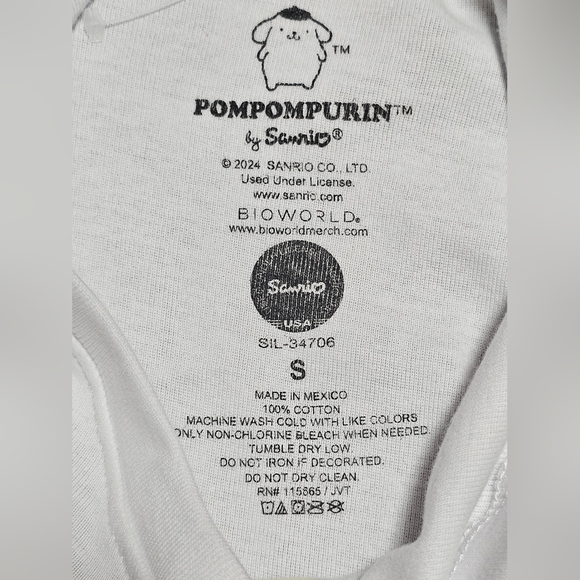 TM
POMPOMPURIN™
by Sanrio®
© 2024 SANRIO CO., LTD.
Used Under License.
www.sanrio.com
BIOWORLD®
www.bioworldmerch.com
Sanrio
USA
SIL-34706
S
MADE IN MEXICO
100% COTTON
MACHINE WASH COLD WITH LIKE COLORS
ONLY NON-CHLORINE BLEACH WHEN NEEDED.
TUMBLE DRY LOW
DO NOT IRON IF DECORATED.
DO NOT DRY CLEAN.
RN# 115865 / JVT